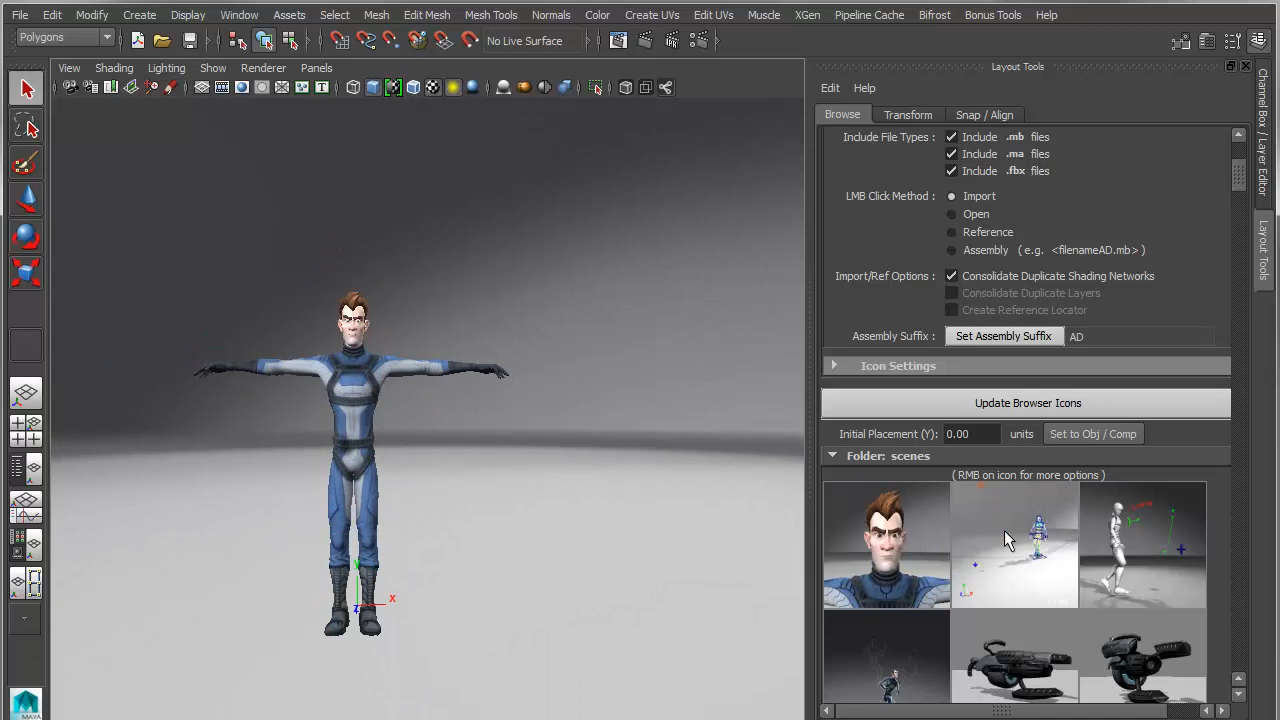 File Edit Modify Create Display Window Assets Select Mesh Edit Mesh Mesh Tools Normals Color Create UVs Edit UVs Muscle XGen Pipeline Cache Bifrost Bonus Tools Help
Polygons No Live Surface
View Shading Lighting Show Renderer Panels
Layout Tools
Edit Help
Browse Transform Snap / Align
Include File Types : Include .mb files
Include .ma files
Include .fbx files
LMB Click Method : Import
Open
Reference
Assembly ( e.g. <filenameAD.mb> )
Import/Ref Options : Consolidate Duplicate Shading Networks
Consolidate Duplicate Layers
Create Reference Locator
Assembly Suffix : Set Assembly Suffix AD
Icon Settings
Update Browser Icons
Initial Placement (Y): 0.00 units Set to Obj / Comp
Folder: scenes
( RMB on icon for more options )
Channel Box / Layer Editor
Layout Tools
Y
X
Z
MAYA